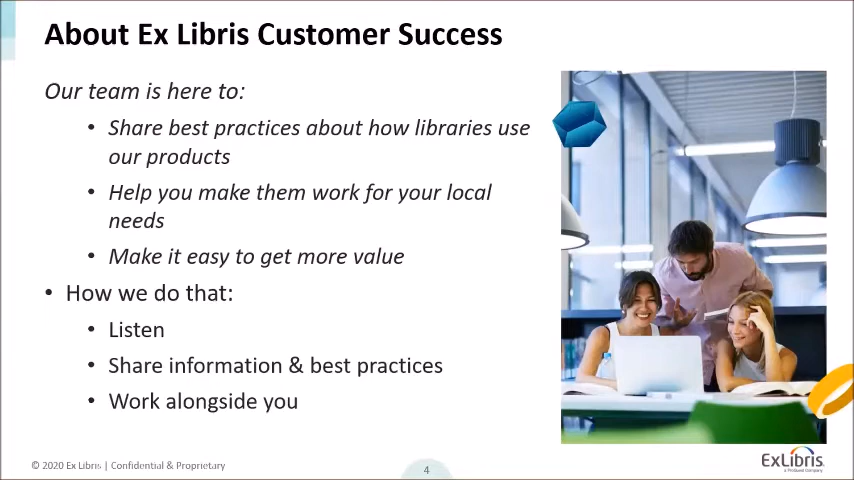 About Ex Libris Customer Success
Our team is here to:
• Share best practices about how libraries use
our products
• Help you make them work for your local
needs
• Make it easy to get more value
• How we do that:
• Listen
• Share information & best practices
• Work alongside you
© 2020 Ex Libris | Confidential & Proprietary
4
ExLibris
a ProQuest Company